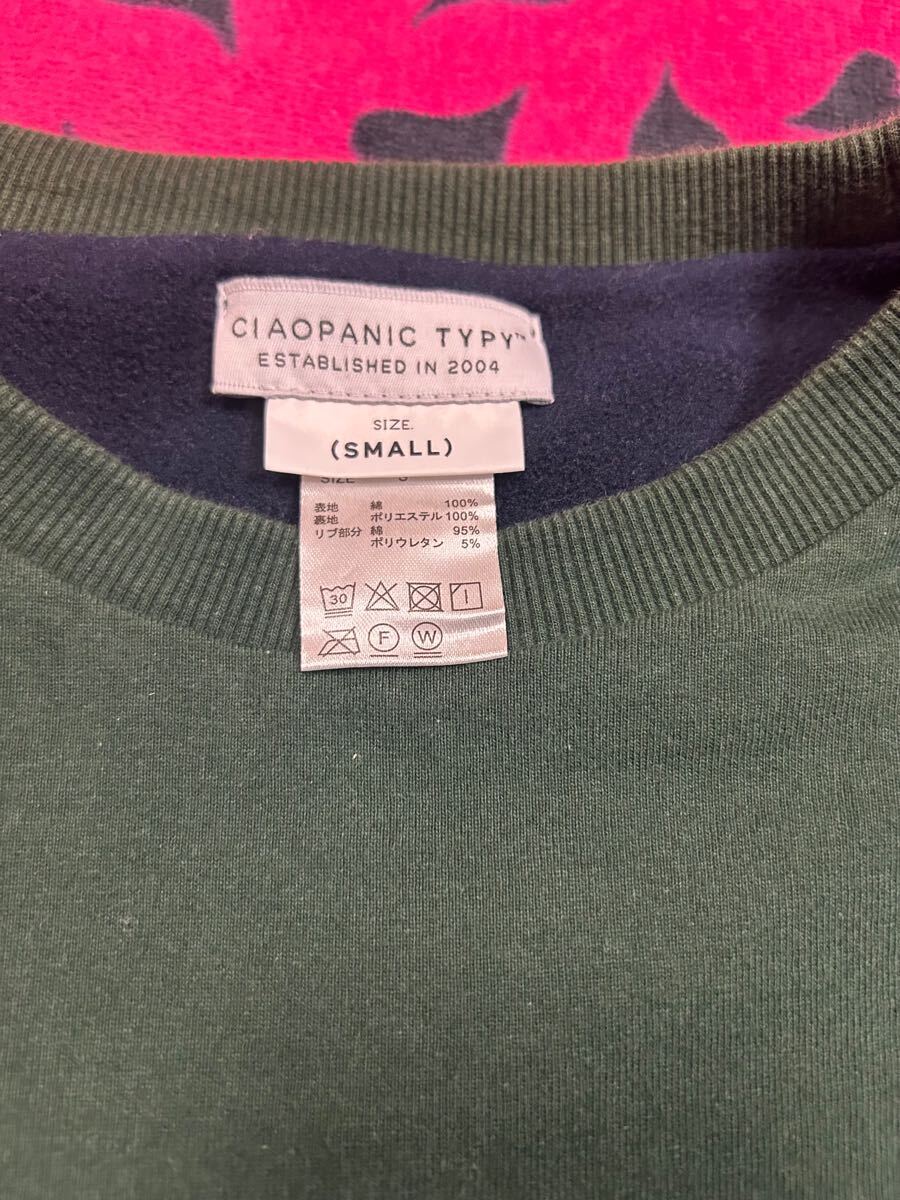 CIAOPANIC TYPY™
ESTABLISHED IN 2004
SIZE.
(SMALL)
SIZE S
表地 綿 100%
裏地 ポリエステル 100%
リブ部分 綿 95%
ポリウレタン 5%
30
F W